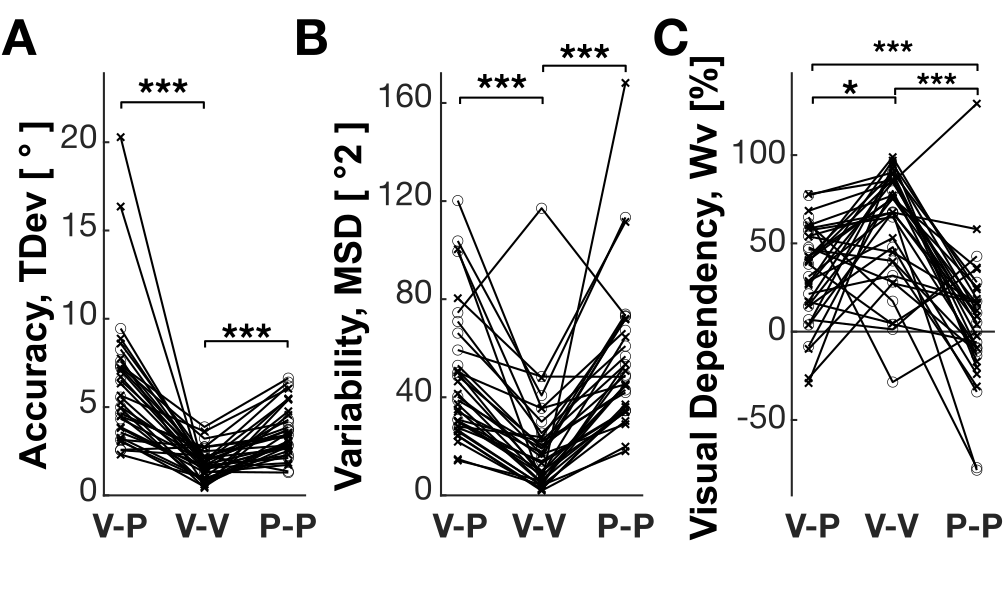 A
Accuracy, TDev [ ° ]
20
15
10
5
0
***
***
V-P V-V P-P
B
Variability, MSD [ °2 ]
160
120
80
40
0
***
***
V-P V-V P-P
C
Visual Dependency, Wv [%]
100
50
0
-50
***
*
***
V-P V-V P-P